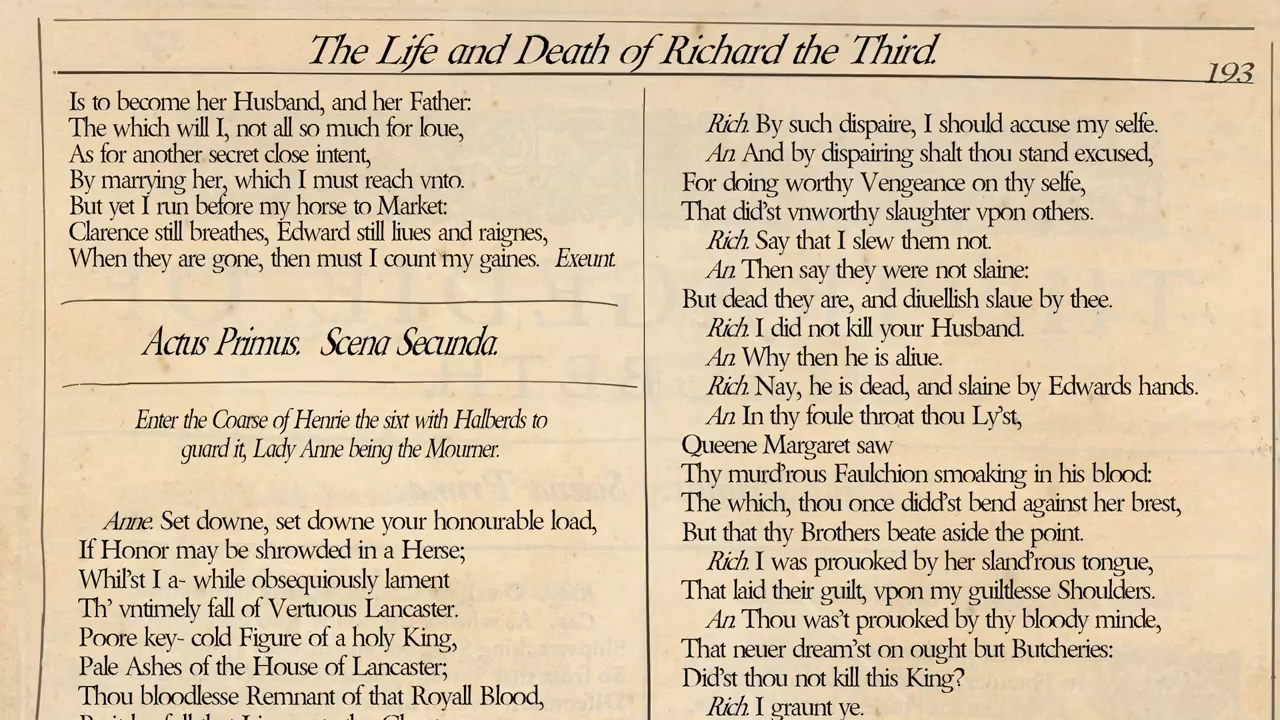 The Life and Death of Richard the Third.
193
Is to become her Husband, and her Father:
The which will I, not all so much for loue,
As for another secret close intent,
By marrying her, which I must reach vnto.
But yet I run before my horse to Market:
Clarence still breathes, Edward still liues and raignes,
When they are gone, then must I count my gaines. Exeunt.
Actus Primus. Scena Secunda.
Enter the Coarse of Henrie the sixt with Halberds to
guard it, Lady Anne being the Mourner.
Anne. Set downe, set downe your honourable load,
If Honor may be shrowded in a Herse;
Whil'st I a- while obsequiously lament
Th' vntimely fall of Vertuous Lancaster.
Poore key- cold Figure of a holy King,
Pale Ashes of the House of Lancaster;
Thou bloodlesse Remnant of that Royall Blood,
Rich. By such dispaire, I should accuse my selfe.
An. And by dispairing shalt thou stand excused,
For doing worthy Vengeance on thy selfe,
That did'st vnworthy slaughter vpon others.
Rich. Say that I slew them not.
An. Then say they were not slaine:
But dead they are, and diuellish slaue by thee.
Rich. I did not kill your Husband.
An. Why then he is aliue.
Rich. Nay, he is dead, and slaine by Edwards hands.
An. In thy foule throat thou Ly'st,
Queene Margaret saw
Thy murd'rous Faulchion smoaking in his blood:
The which, thou once didd'st bend against her brest,
But that thy Brothers beate aside the point.
Rich. I was prouoked by her sland'rous tongue,
That laid their guilt, vpon my guiltlesse Shoulders.
An. Thou was't prouoked by thy bloody minde,
That neuer dream'st on ought but Butcheries:
Did'st thou not kill this King?
Rich. I graunt ye.